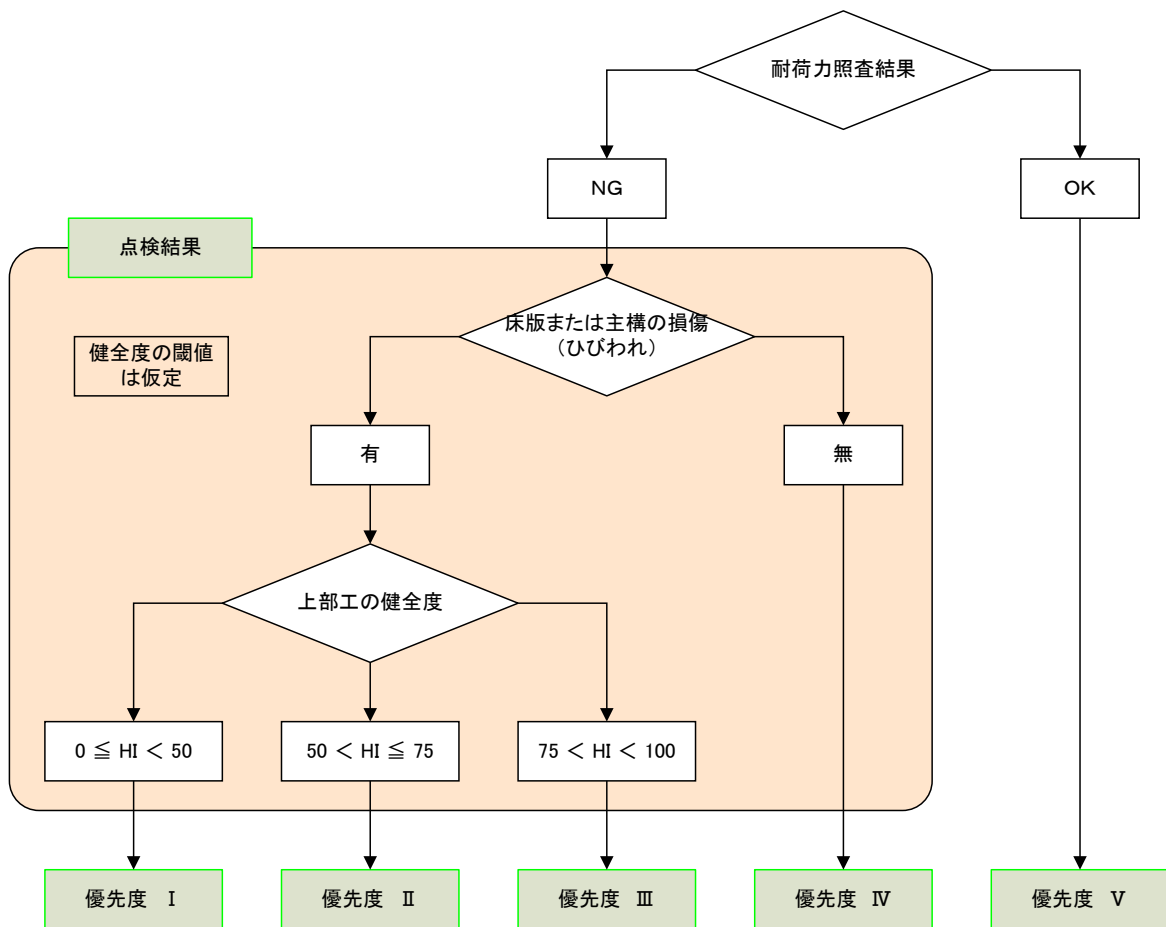 耐荷力照査結果
NG
OK
点検結果
床版または主構の損傷
（ひびわれ）
健全度の閾値
は仮定
有
無
上部工の健全度
0 ≦ HI < 50
50 < HI ≦ 75
75 < HI < 100
優先度 Ⅰ
優先度 Ⅱ
優先度 Ⅲ
優先度 Ⅳ
優先度 Ⅴ